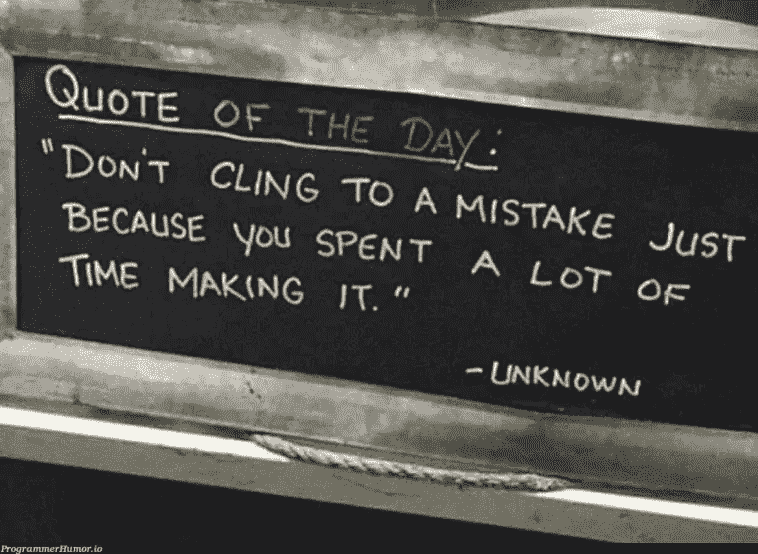 QUOTE OF THE DAY:
"DON'T CLING TO A MISTAKE JUST
BECAUSE YOU SPENT A LOT OF
TIME MAKING IT."
-UNKNOWN
ProgrammerHumor.io